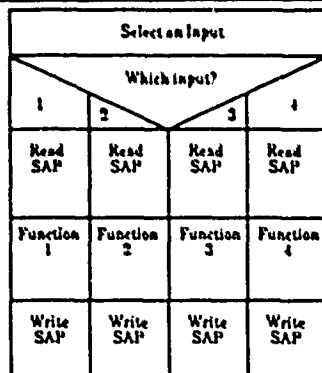 Select an Input
Which input?
1 2 3 4
Read Read Read Read
SAP SAP SAP SAP
Function Function Function Function
1 2 3 4
Write Write Write Write
SAP SAP SAP SAP